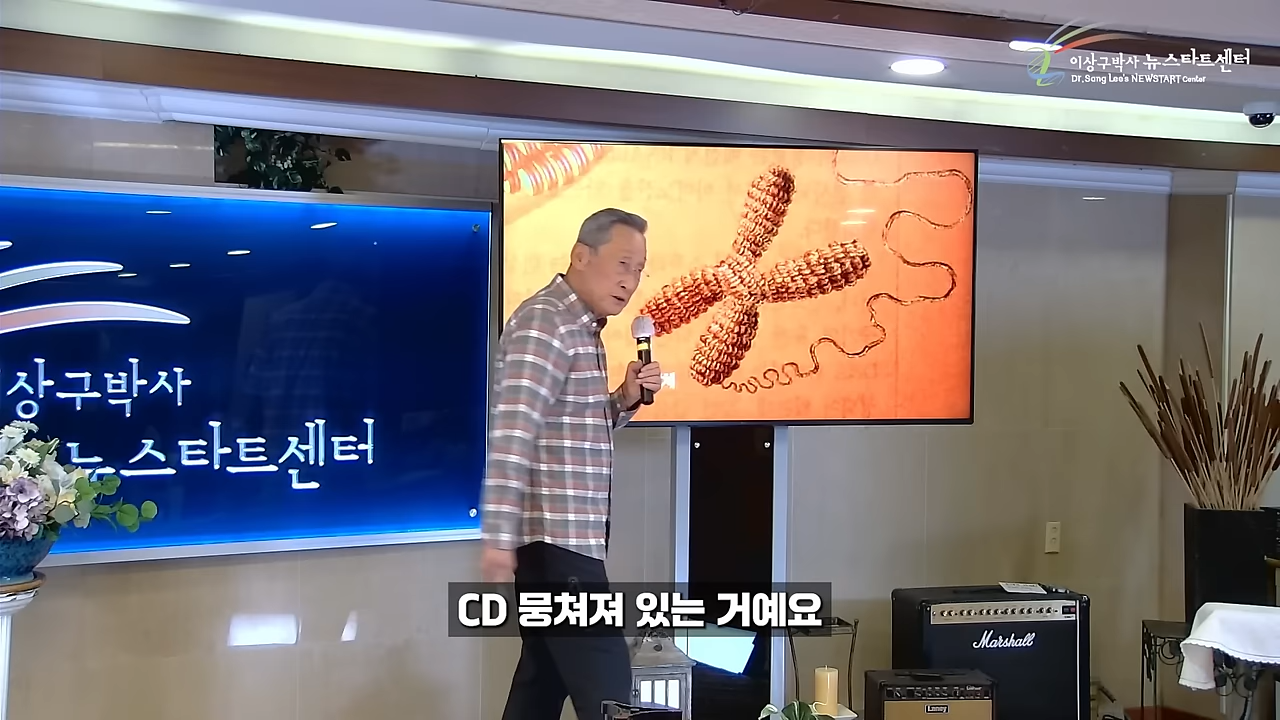 이상구박사 뉴스타트센터
Dr.Sang Lee's NEWSTART Center
상구박사
뉴스타트센터
CD 뭉쳐져 있는 거예요
Marshall
Laney